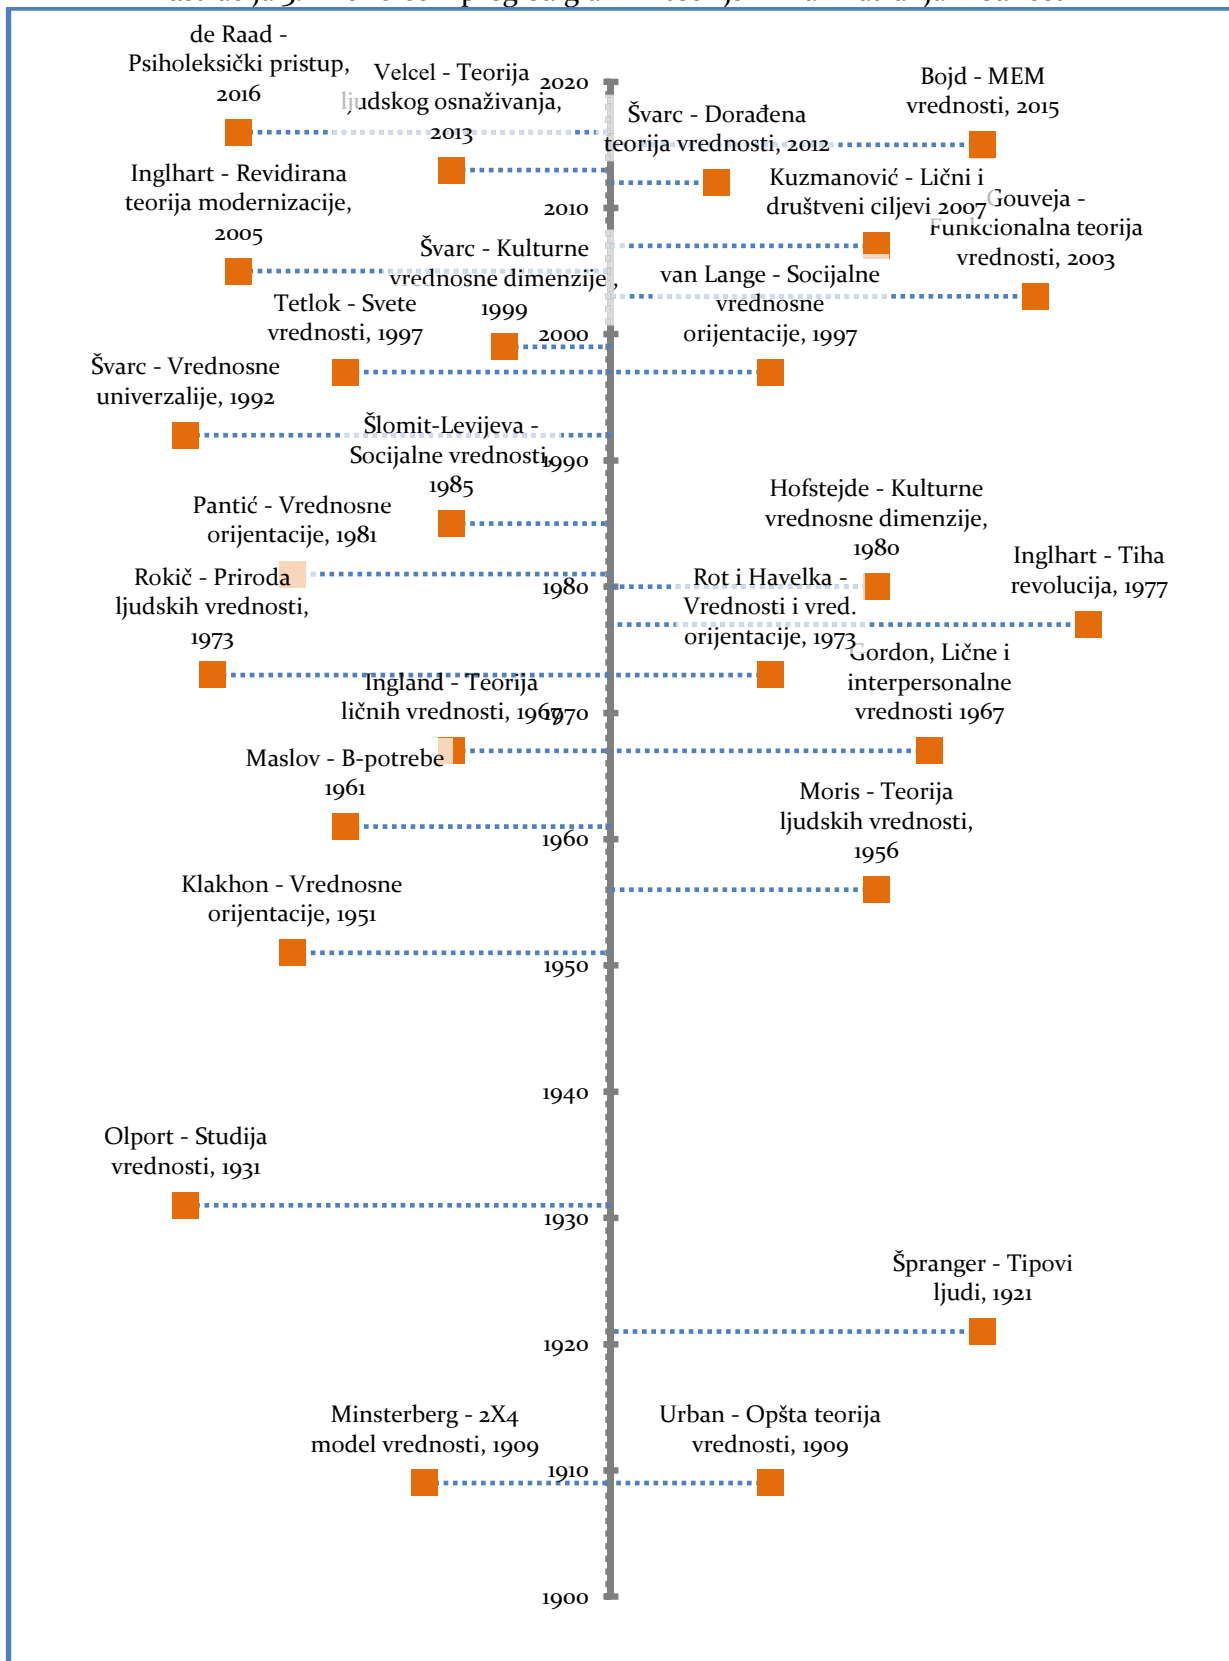 de Raad -
Psiholeksički pristup,
2016
Velcel - Teorija
ljudskog osnaživanja,
2013
2020
Bojd - MEM
vrednosti, 2015
Švarc - Dorađena
teorija vrednosti, 2012
Inglhart - Revidirana
teorija modernizacije,
2005
2010
Kuzmanović - Lični i
društveni ciljevi 2007
Gouveja -
Funkcionalna teorija
vrednosti, 2003
Švarc - Kulturne
vrednosne dimenzije,
1999
van Lange - Socijalne
vrednosne
orijentacije, 1997
Tetlok - Svete
vrednosti, 1997
2000
Švarc - Vrednosne
univerzalije, 1992
Šlomit-Levijeva -
Socijalne vrednosti,
1985
1990
Hofstejde - Kulturne
vrednosne dimenzije,
1980
Pantić - Vrednosne
orijentacije, 1981
Inglhart - Tiha
revolucija, 1977
Rokič - Priroda
ljudskih vrednosti,
1973
1980
Rot i Havelka -
Vrednosti i vred.
orijentacije, 1973
Gordon, Lične i
interpersonalne
vrednosti 1967
Ingland - Teorija
ličnih vrednosti, 1967
1970
Maslov - B-potrebe
1961
Moris - Teorija
ljudskih vrednosti,
1956
1960
Klakhon - Vrednosne
orijentacije, 1951
1950
1940
Olport - Studija
vrednosti, 1931
1930
Špranger - Tipovi
ljudi, 1921
1920
Minsterberg - 2X4
model vrednosti, 1909
Urban - Opšta teorija
vrednosti, 1909
1910
1900